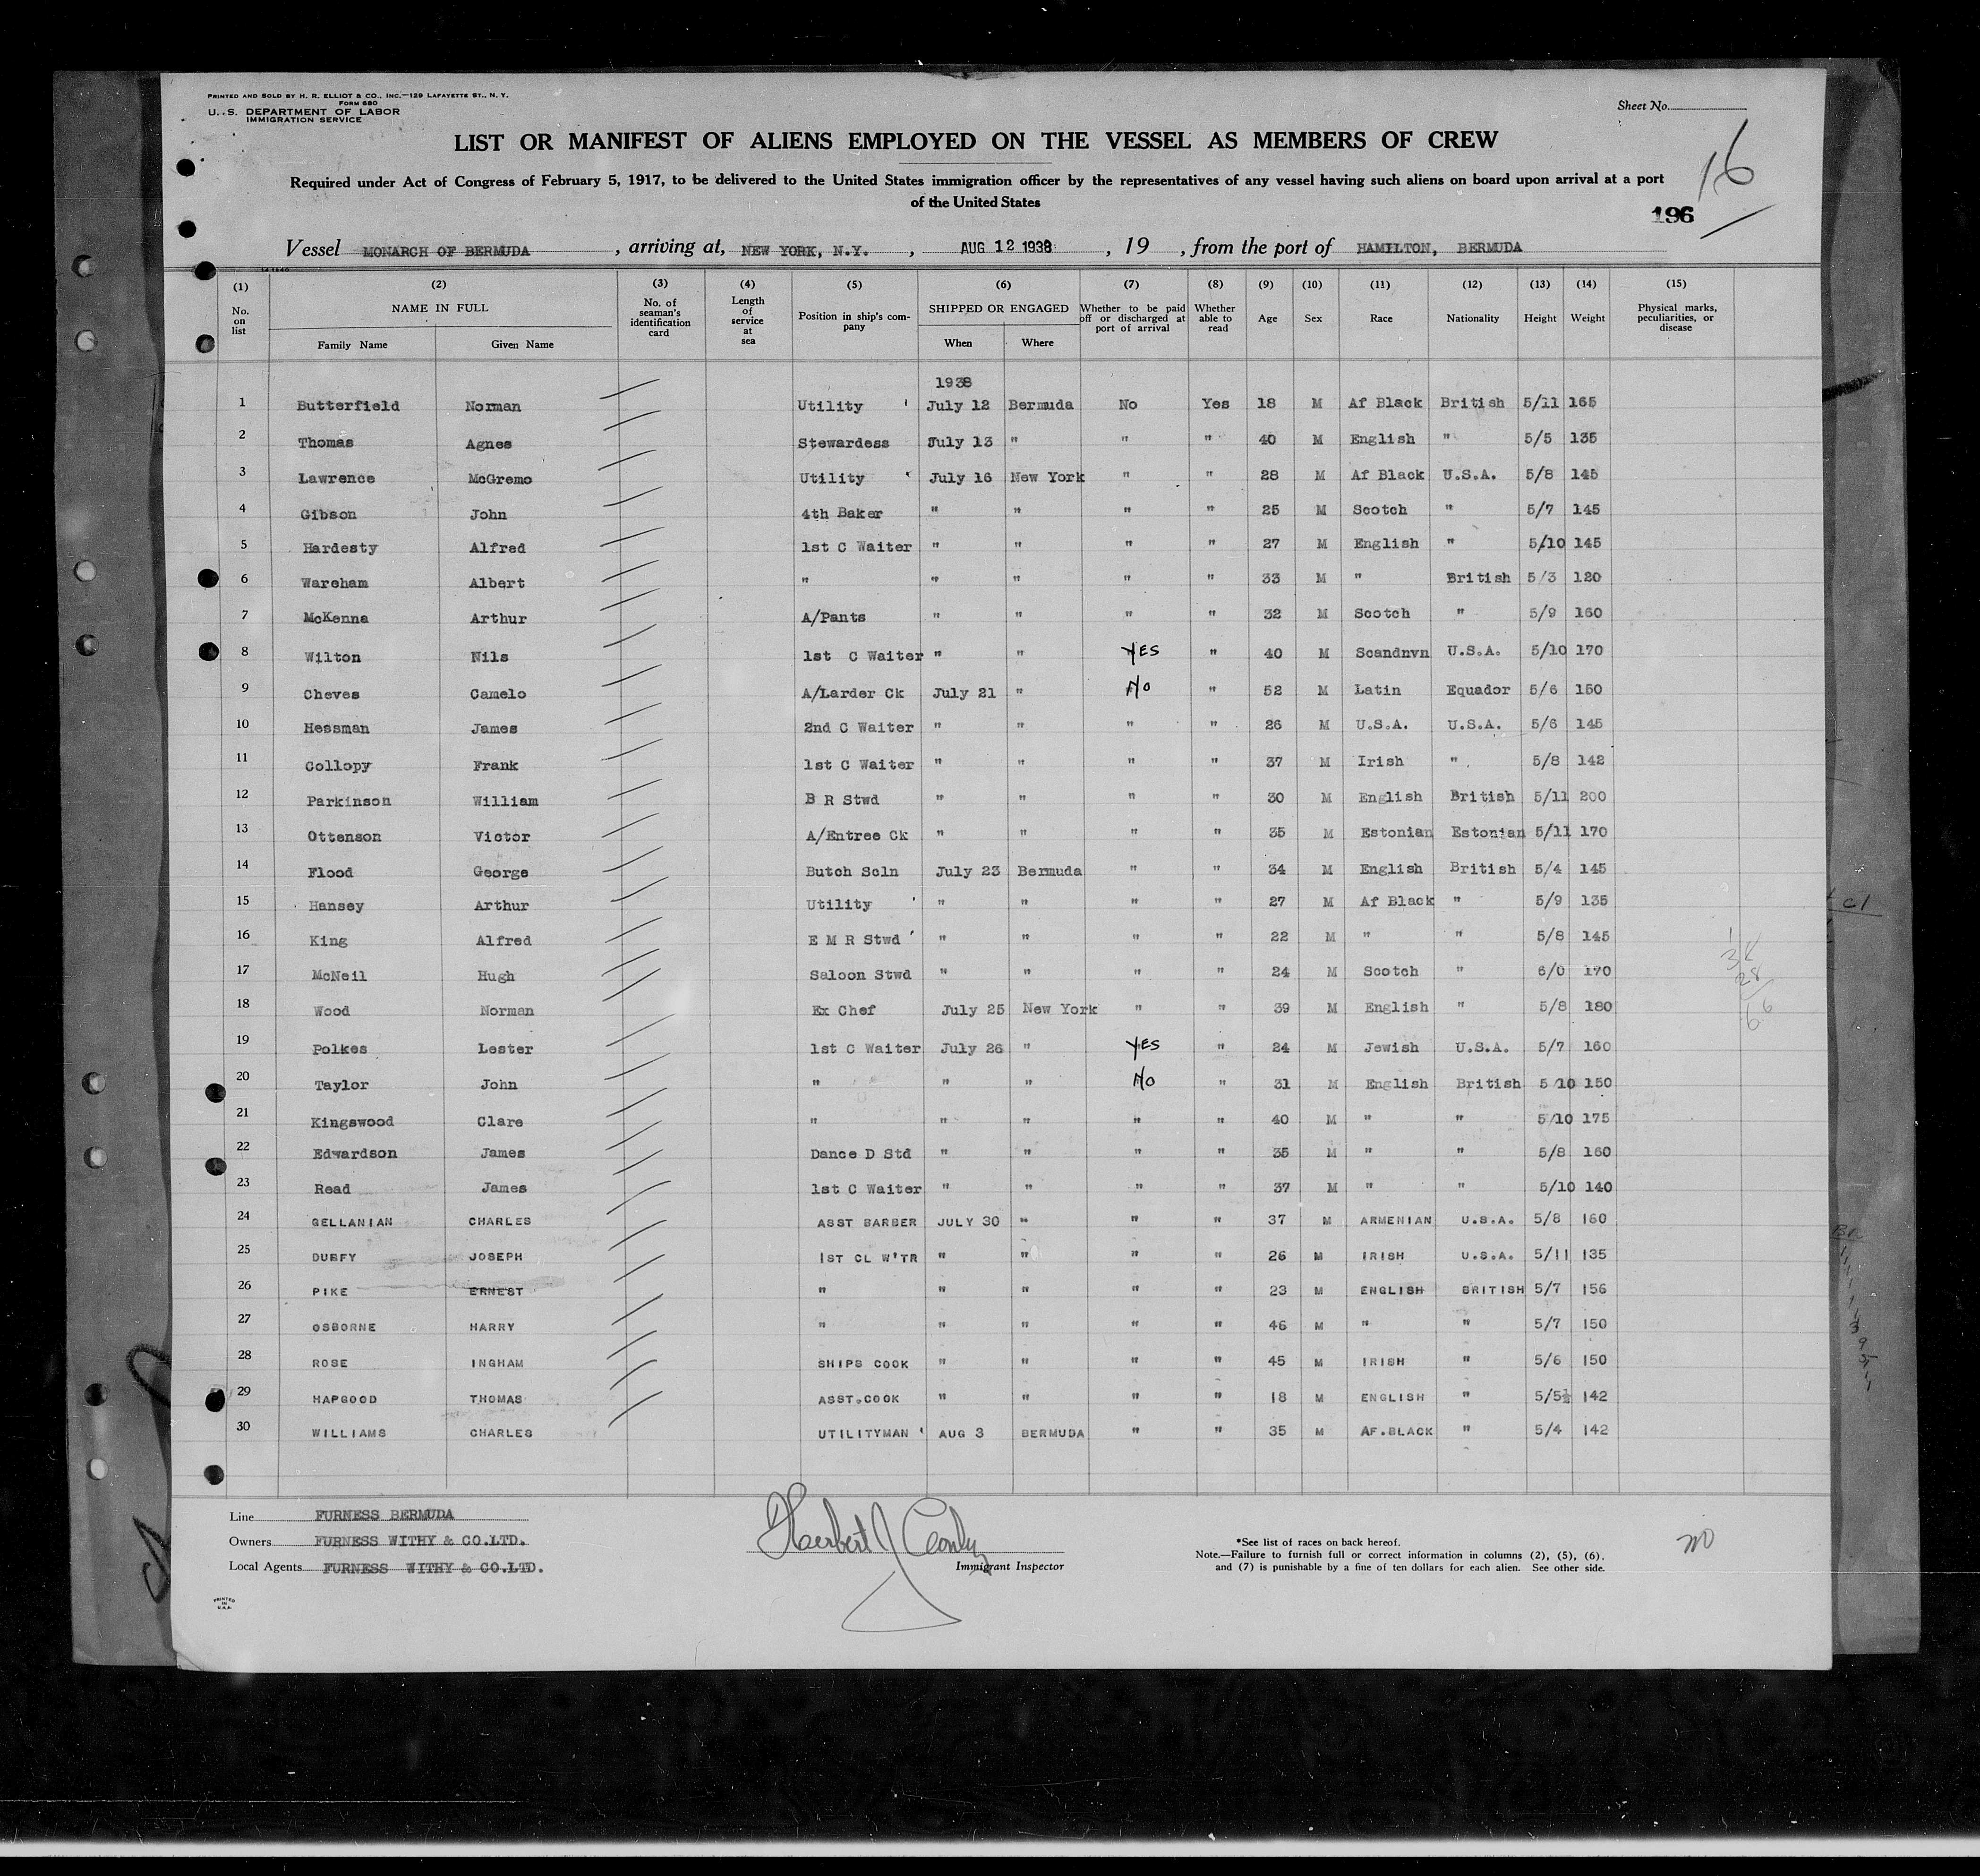 PRINTED AND SOLD BY H. R. ELLIOT & CO., INC.—129 LAFAYETTE ST., N. Y.
FORM 680
U. S. DEPARTMENT OF LABOR
IMMIGRATION SERVICE
Sheet No.
LIST OR MANIFEST OF ALIENS EMPLOYED ON THE VESSEL AS MEMBERS OF CREW
16
Required under Act of Congress of February 5, 1917, to be delivered to the United States immigration officer by the representatives of any vessel having such aliens on board upon arrival at a port
of the United States
196
Vessel MONARCH OF BERMUDA, arriving at, NEW YORK, N.Y., AUG 12 1938, 19 , from the port of HAMILTON, BERMUDA
(1) (2) (3) (4) (5) (6) (7) (8) (9) (10) (11) (12) (13) (14) (15)
No. on list NAME IN FULL Family Name Given Name No. of seaman's identification card Length of service at sea Position in ship's company SHIPPED OR ENGAGED When Where Whether to be paid off or discharged at port of arrival Whether able to read Age Sex Race Nationality Height Weight Physical marks, peculiarities, or disease
1938
1 Butterfield Norman Utility July 12 Bermuda No Yes 18 M Af Black British 5/11 165
2 Thomas Agnes Stewardess July 13 " " " 40 M English " 5/5 135
3 Lawrence McGremo Utility July 16 New York " " 28 M Af Black U.S.A. 5/8 145
4 Gibson John 4th Baker " " " " 25 M Scotch " 5/7 145
5 Hardesty Alfred 1st C Waiter " " " " 27 M English " 5/10 145
6 Wareham Albert " " " " " 33 M " British 5/3 120
7 McKenna Arthur A/Pants " " " " 32 M Scotch " 5/9 160
8 Wilton Nils 1st C Waiter " " YES " 40 M Scandnvn U.S.A. 5/10 170
9 Cheves Camelo A/Larder Ck July 21 " No " 52 M Latin Equador 5/6 150
10 Hessman James 2nd C Waiter " " " " 26 M U.S.A. U.S.A. 5/6 145
11 Collopy Frank 1st C Waiter " " " " 37 M Irish " 5/8 142
12 Parkinson William B R Stwd " " " " 30 M English British 5/11 200
13 Ottenson Victor A/Entree Ck " " " " 35 M Estonian Estonian 5/11 170
14 Flood George Butch Scln July 23 Bermuda " " 34 M English British 5/4 145
15 Hansey Arthur Utility " " " " 27 M Af Black " 5/9 135
16 King Alfred E M R Stwd " " " " 22 M " " 5/8 145
17 McNeil Hugh Saloon Stwd " " " " 24 M Scotch " 6/0 170
18 Wood Norman Ex Chef July 25 New York " " 39 M English " 5/8 180
19 Polkes Lester 1st C Waiter July 26 " YES " 24 M Jewish U.S.A. 5/7 160
20 Taylor John " " " No " 31 M English British 5 10 150
21 Kingswood Clare " " " " " 40 M " " 5/10 175
22 Edwardson James Dance D Std " " " " 35 M " " 5/8 160
23 Read James 1st C Waiter " " " " 37 M " " 5/10 140
24 GELLANIAN CHARLES ASST BARBER JULY 30 " " " 37 M ARMENIAN U.S.A. 5/8 160
25 DUFFY JOSEPH 1ST CL W'TR " " " " 26 M IRISH U.S.A. 5/11 135
26 PIKE ERNEST " " " " " 23 M ENGLISH BRITISH 5/7 156
27 OSBORNE HARRY " " " " " 46 M " " 5/7 150
28 ROSE INGHAM SHIPS COOK " " " " 45 M IRISH " 5/6 150
29 HAPGOOD THOMAS ASST.COOK " " " " 18 M ENGLISH " 5/5½ 142
30 WILLIAMS CHARLES UTILITYMAN AUG 3 BERMUDA " " 35 M AF.BLACK " 5/4 142
Line FURNESS BERMUDA
Owners FURNESS WITHY & CO.LTD.
Local Agents FURNESS WITHY & CO.LTD.
Herbert J
Immigrant Inspector
*See list of races on back hereof.
Note.—Failure to furnish full or correct information in columns (2), (5), (6),
and (7) is punishable by a fine of ten dollars for each alien. See other side.
PRINTED
IN
U.S.A.